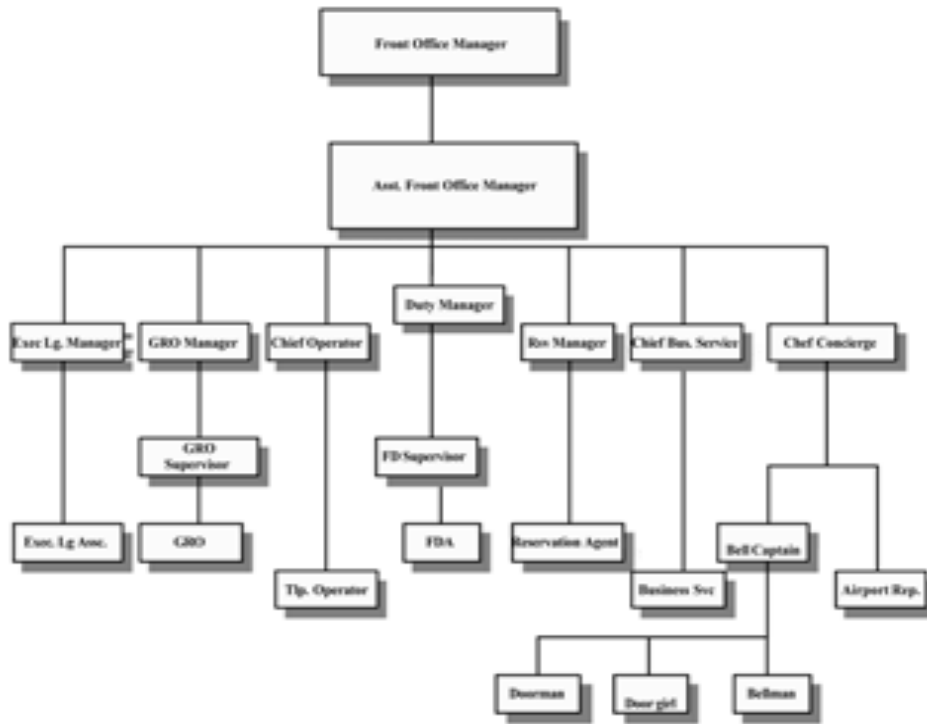 Front Office Manager
Asst. Front Office Manager
Duty Manager
Exec Lg. Manager
GRO Manager
Chief Operator
Rsv Manager
Chief Bus. Service
Chef Concierge
GRO
Supervisor
FD Supervisor
Exec. Lg Assc.
GRO
FDA
Reservation Agent
Bell Captain
Tlp. Operator
Business Svc
Airport Rep.
Doorman
Door girl
Bellman